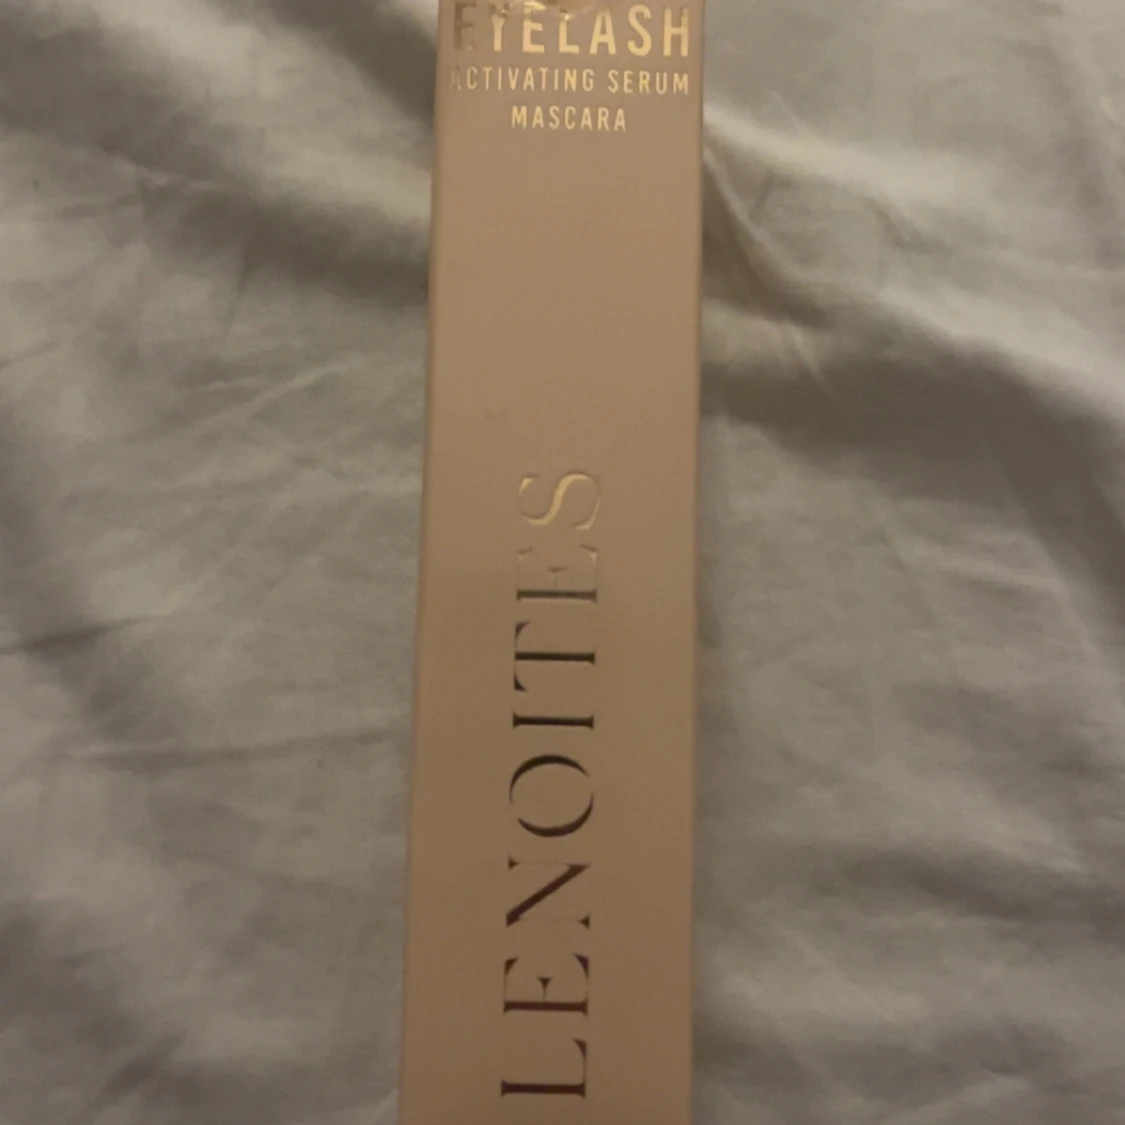 EYELASH
ACTIVATING SERUM
MASCARA
LENOITES